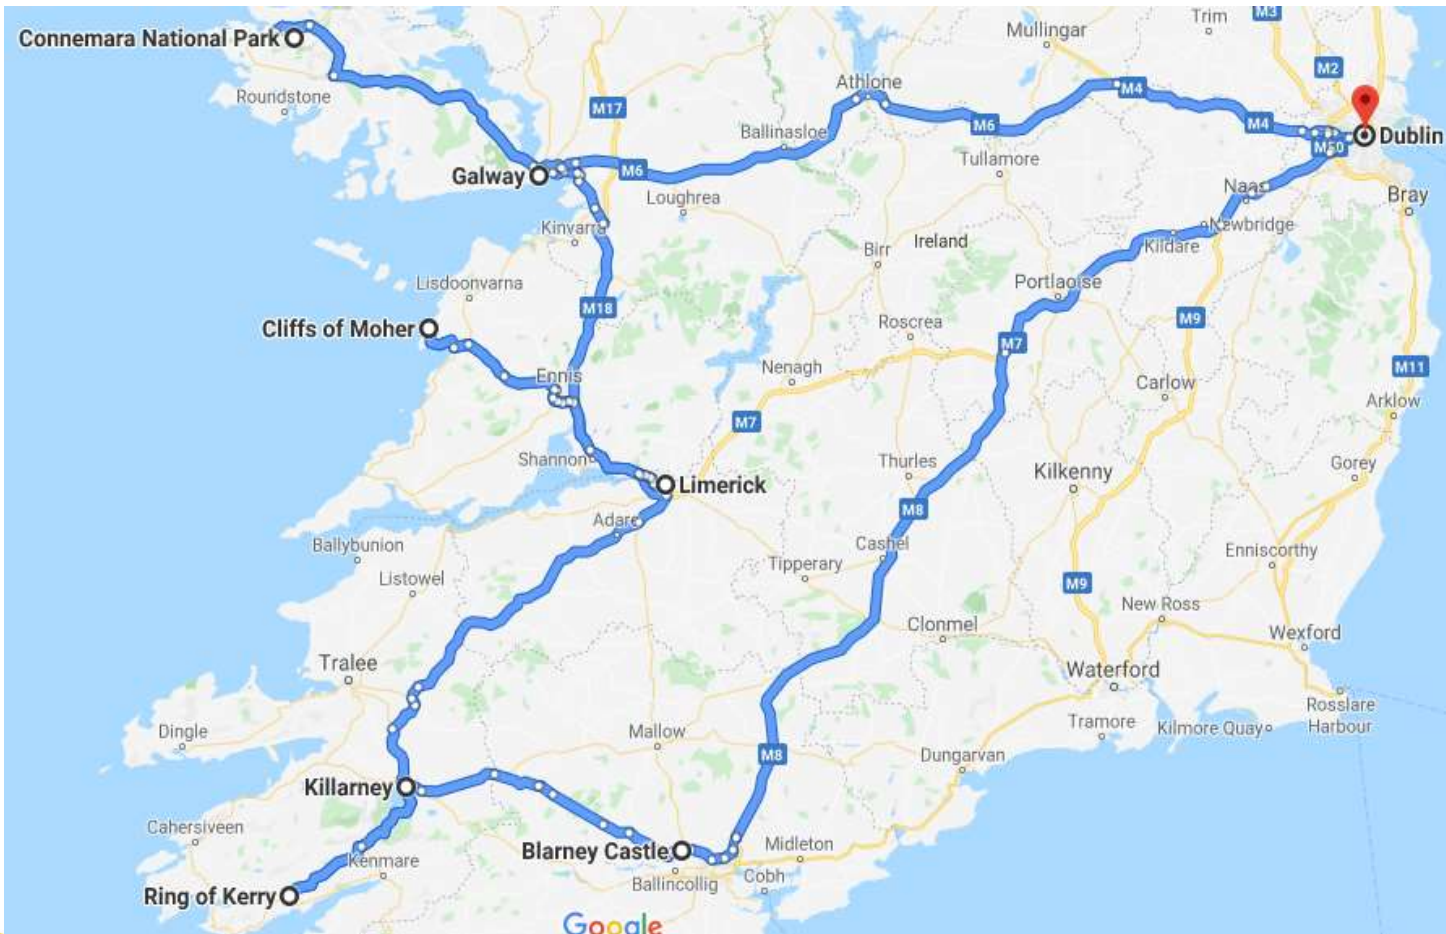 Connemara National Park
Roundstone
M17
Mullingar
Trim
M3
M2
Athlone
M4
M4
Dublin
M50
Ballinasloe
M6
Tullamore
Galway
M6
Loughrea
Naas
Bray
Kinvarra
Newbridge
Birr
Ireland
Kildare
Lisdoonvarna
Portlaoise
M18
Cliffs of Moher
Roscrea
M9
M7
Nenagh
M11
Ennis
Carlow
Arklow
M7
Shannon
Thurles
Kilkenny
Gorey
Limerick
M8
Adare
Ballybunion
Cashel
Enniscorthy
Tipperary
Listowel
M9
New Ross
Clonmel
Wexford
Tralee
Waterford
Rosslare
Harbour
Dingle
Mallow
Tramore
Kilmore Quay
M8
Dungarvan
Killarney
Cahersiveen
Blarney Castle
Midleton
Kenmare
Ballincollig
Cobh
Ring of Kerry
Google